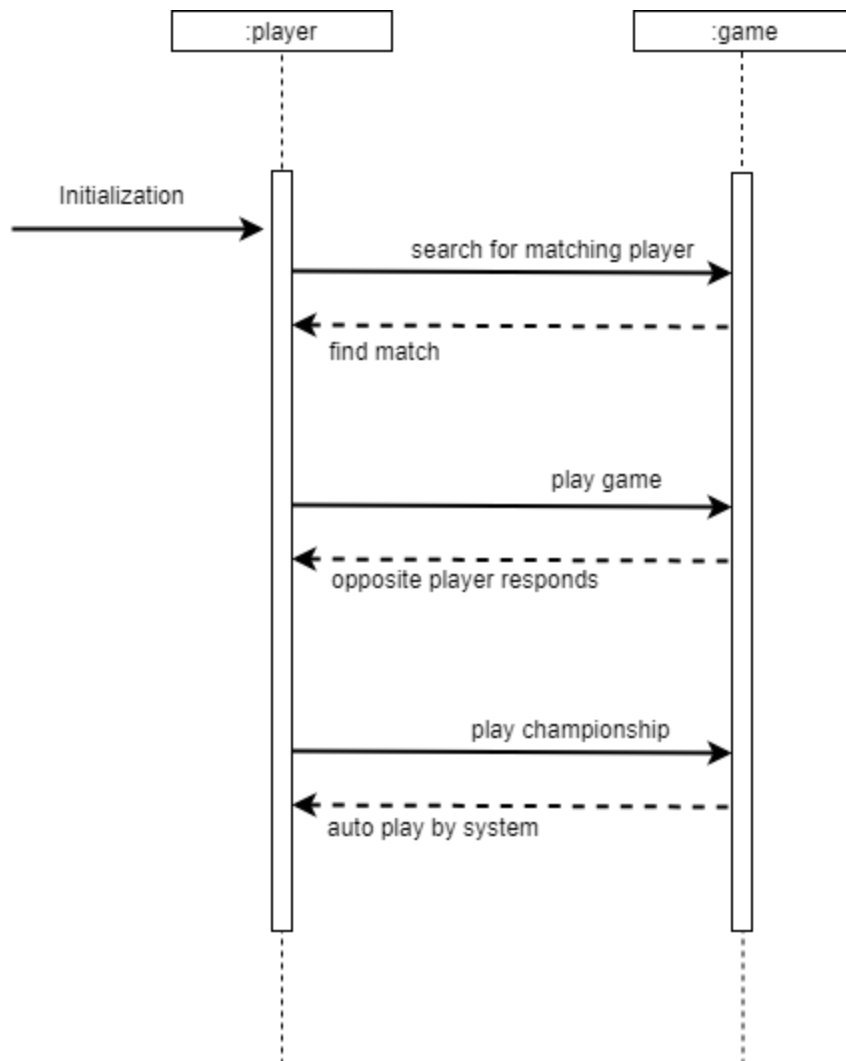 :player
:game
Initialization
search for matching player
find match
play game
opposite player responds
play championship
auto play by system